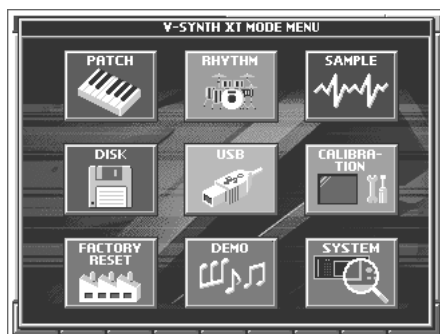 V-SYNTH XT MODE MENU
PATCH
RHYTHM
SAMPLE
DISK
USB
CALIBRA-
TION
FACTORY
RESET
DEMO
SYSTEM